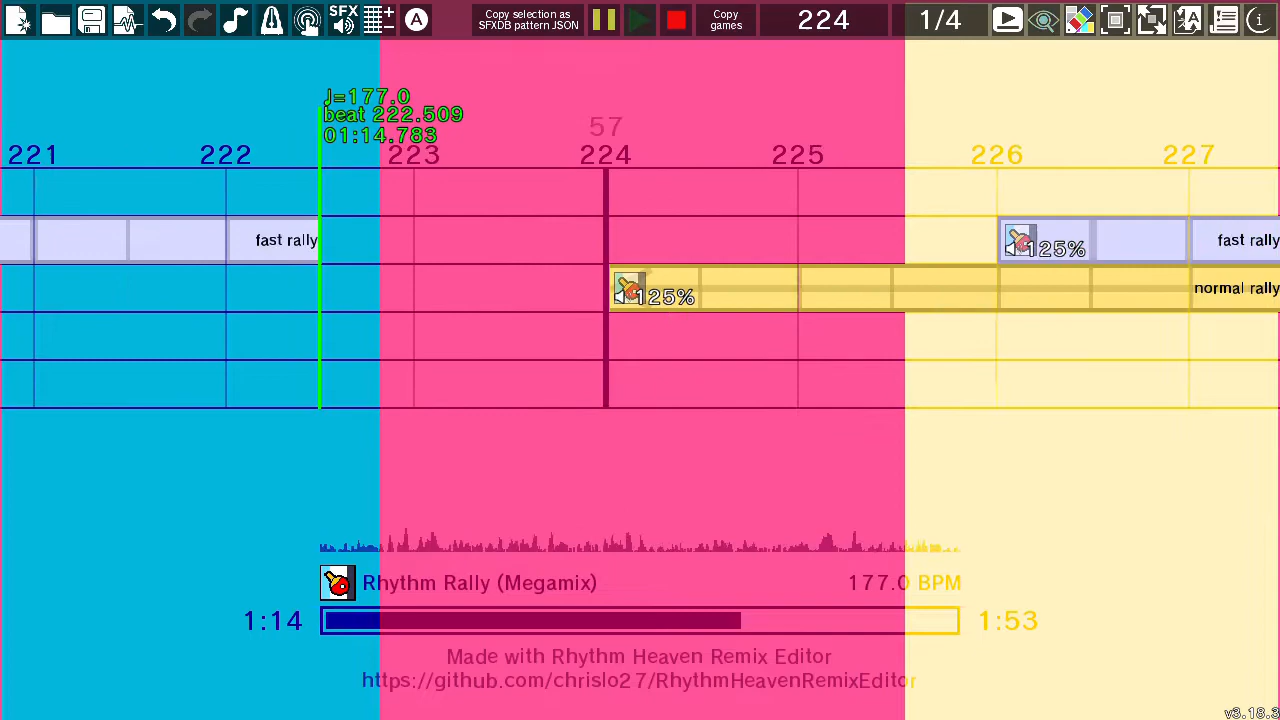 SFX
A
Copy selection as
SFXDB pattern JSON
Copy
games
224
1/4
A
i
♩=177.0
beat 222.509
01:14.783
57
221 222 223 224 225 226 227
fast rally
125%
fast rally
125%
normal rally
Rhythm Rally (Megamix) 177.0 BPM
1:14 1:53
Made with Rhythm Heaven Remix Editor
https://github.com/chrislo27/RhythmHeavenRemixEditor
v3.18.3